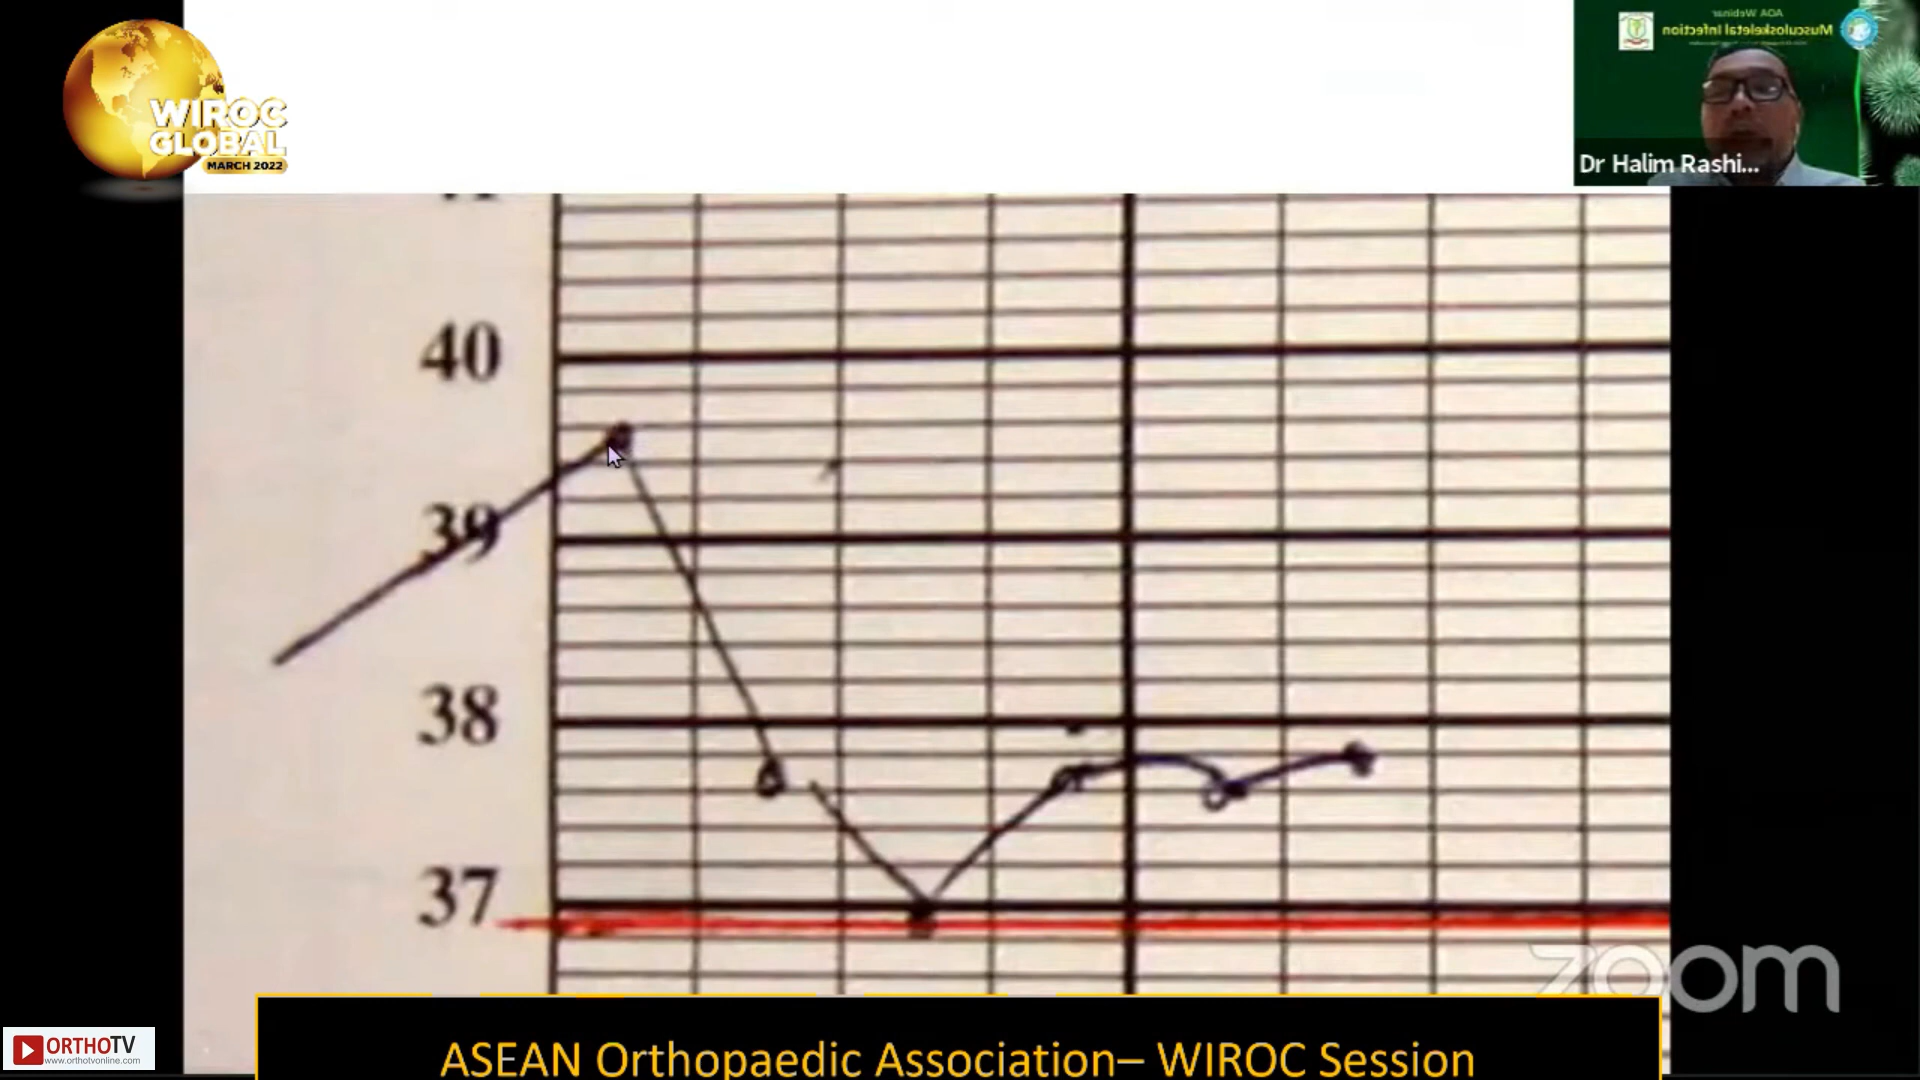 WIROC
GLOBAL
MARCH 2022
AOA Webinar
Musculoskeletal Infection
Dr Halim Rashi...
40
39
38
37
zoom
ORTHOTV
www.orthotvonline.com
ASEAN Orthopaedic Association– WIROC Session